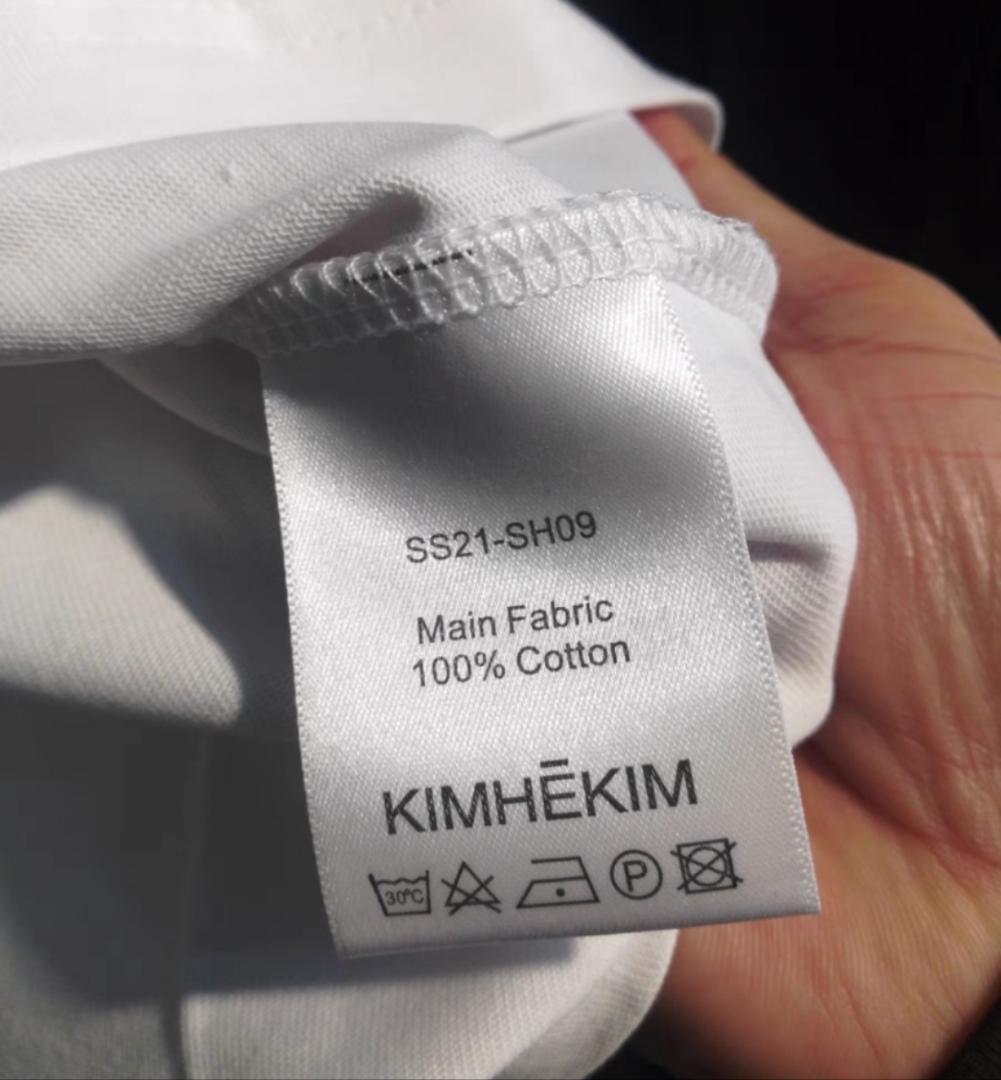 SS21-SH09
Main Fabric
100% Cotton
KIMHĒKIM
30°C P